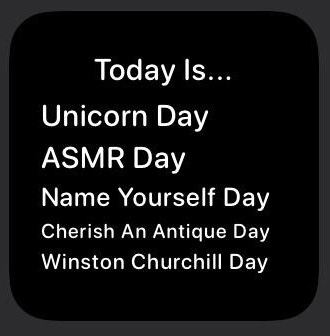 Today Is...
Unicorn Day
ASMR Day
Name Yourself Day
Cherish An Antique Day
Winston Churchill Day